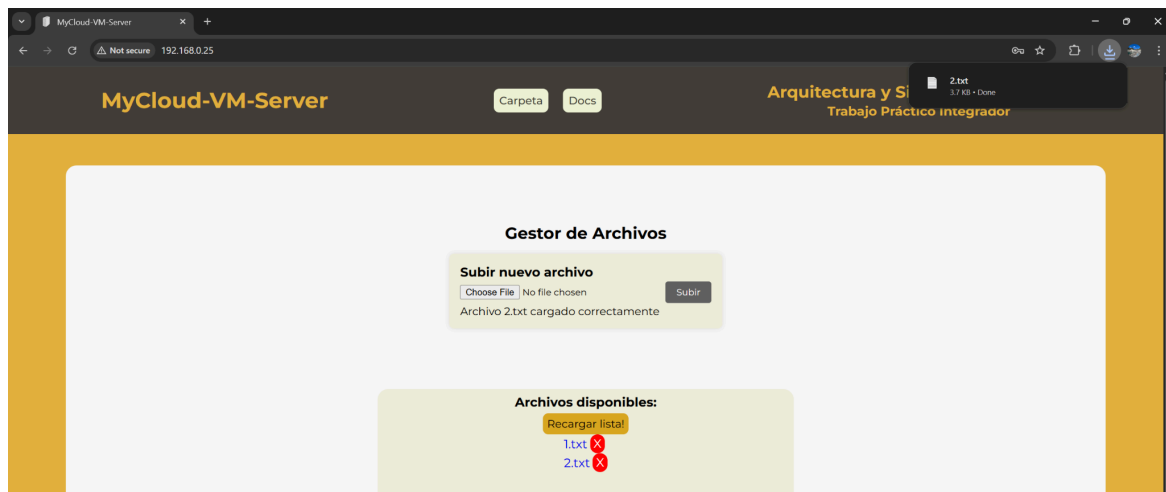 MyCloud-VM-Server
Not secure 192.168.0.25
2.txt
3.7 KB • Done
MyCloud-VM-Server
Carpeta
Docs
Arquitectura y
Trabajo Práctico Integrador
Gestor de Archivos
Subir nuevo archivo
Choose File No file chosen
Subir
Archivo 2.txt cargado correctamente
Archivos disponibles:
Recargar lista!
1.txt X
2.txt X